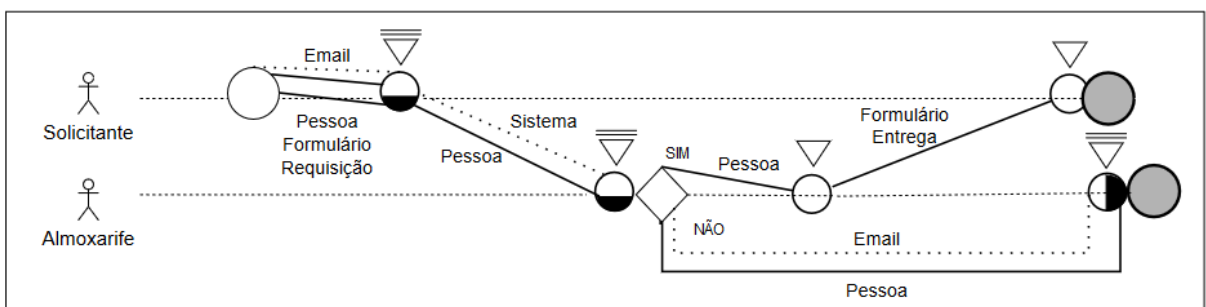 Email
Solicitante
Pessoa
Formulário
Requisição
Sistema
Pessoa
Formulário
Entrega
SIM
Pessoa
Almoxarife
NÃO
Email
Pessoa